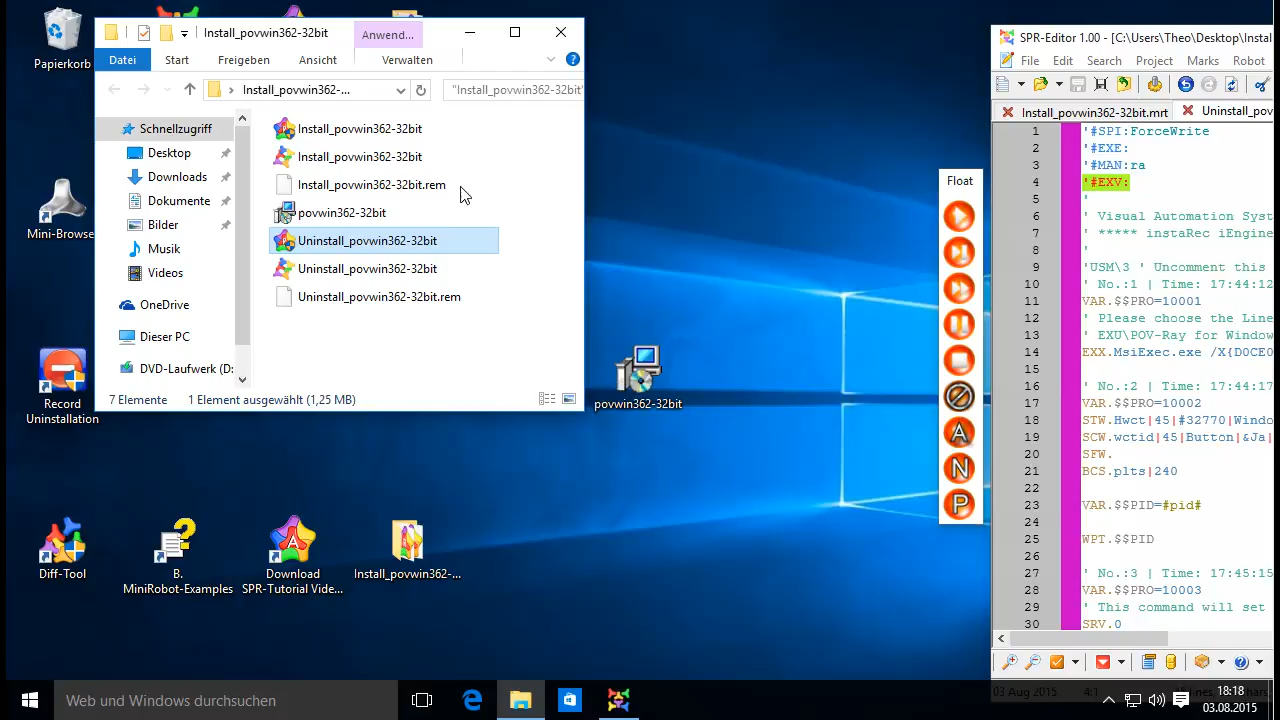 Papierkorb
Mini-Browse
Record
Uninstallation
Diff-Tool
B.
MiniRobot-Examples
Download
SPR-Tutorial Vide...
Install_povwin362-...
povwin362-32bit
Install_povwin362-32bit
Anwend...
Datei
Start
Freigeben
nsicht
Verwalten
Install_povwin362-...
"Install_povwin362-32bit"
Schnellzugriff
Desktop
Downloads
Dokumente
Bilder
Musik
Videos
OneDrive
Dieser PC
DVD-Laufwerk (D:
Install_povwin362-32bit
Install_povwin362-32bit
Install_povwin362-32bit.rem
povwin362-32bit
Uninstall_povwin362-32bit
Uninstall_povwin362-32bit
Uninstall_povwin362-32bit.rem
7 Elemente
1 Element ausgewählt (1,25 MB)
Float
A
N
P
SPR-Editor 1.00 - [C:\Users\Theo\Desktop\Instal
File Edit Search Project Marks Robot
Install_povwin362-32bit.mrt
Uninstall_pov
1 '#SPI:ForceWrite
2 '#EXE:
3 '#MAN:ra
4 '#EXV:
5 '
6 ' Visual Automation Sys
7 ' ***** instaRec iEngin
8 '
9 'USM\3 ' Uncomment this
10 ' No.:1 | Time: 17:44:12
11 VAR.$$PRO=10001
12 ' Please choose the Line
13 ' EXU\POV-Ray for Window
14 EXX.MsiExec.exe /X{D0CE0
15
16 ' No.:2 | Time: 17:44:17
17 VAR.$$PRO=10002
18 STW.Hwct|45|#32770|Windo
19 SCW.wctid|45|Button|&Ja|
20 SFW.
21 BCS.plts|240
22
23 VAR.$$PID=#pid#
24
25 WPT.$$PID
26
27 ' No.:3 | Time: 17:45:15
28 VAR.$$PRO=10003
29 ' This command will set
30 SRV.0
03 Aug 2015
4:1
Web und Windows durchsuchen
18:18
03.08.2015